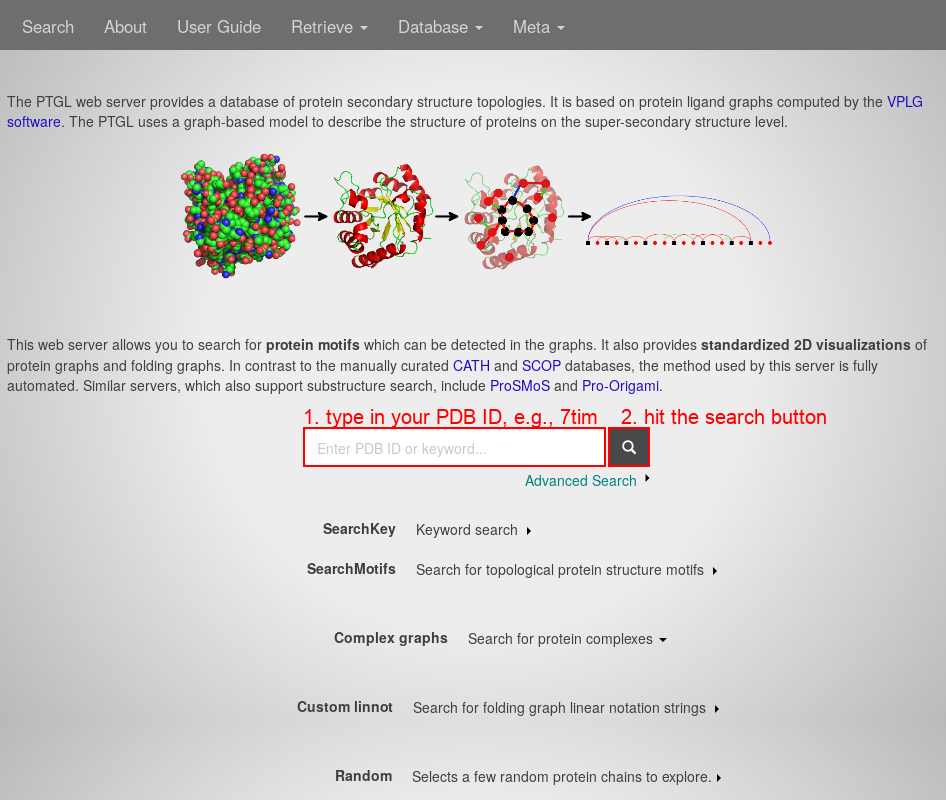 Search About User Guide Retrieve Database Meta
The PTGL web server provides a database of protein secondary structure topologies. It is based on protein ligand graphs computed by the VPLG
software. The PTGL uses a graph-based model to describe the structure of proteins on the super-secondary structure level.
This web server allows you to search for protein motifs which can be detected in the graphs. It also provides standardized 2D visualizations of
protein graphs and folding graphs. In contrast to the manually curated CATH and SCOP databases, the method used by this server is fully
automated. Similar servers, which also support substructure search, include ProSMoS and Pro-Origami.
1. type in your PDB ID, e.g., 7tim 2. hit the search button
Enter PDB ID or keyword...
Advanced Search
SearchKey Keyword search
SearchMotifs Search for topological protein structure motifs
Complex graphs Search for protein complexes
Custom linnot Search for folding graph linear notation strings
Random Selects a few random protein chains to explore.